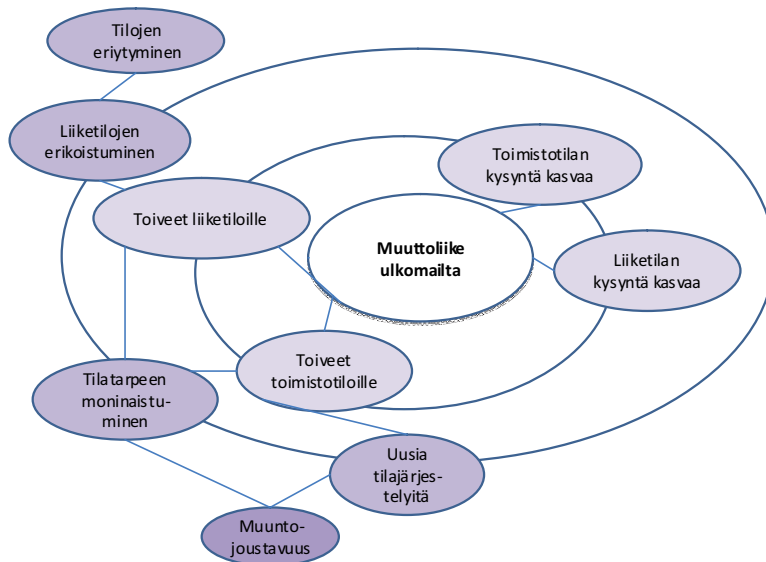 Tilojen
eriytyminen
Liiketilojen
erikoistuminen
Toimistotilan
kysyntä kasvaa
Toiveet liiketiloille
Muuttoliike
ulkomailta
Liiketilan
kysyntä kasvaa
Toiveet
toimistotiloille
Tilatarpeen
moninaistu-
minen
Uusia
tilajärjes-
telyitä
Muunto-
joustavuus